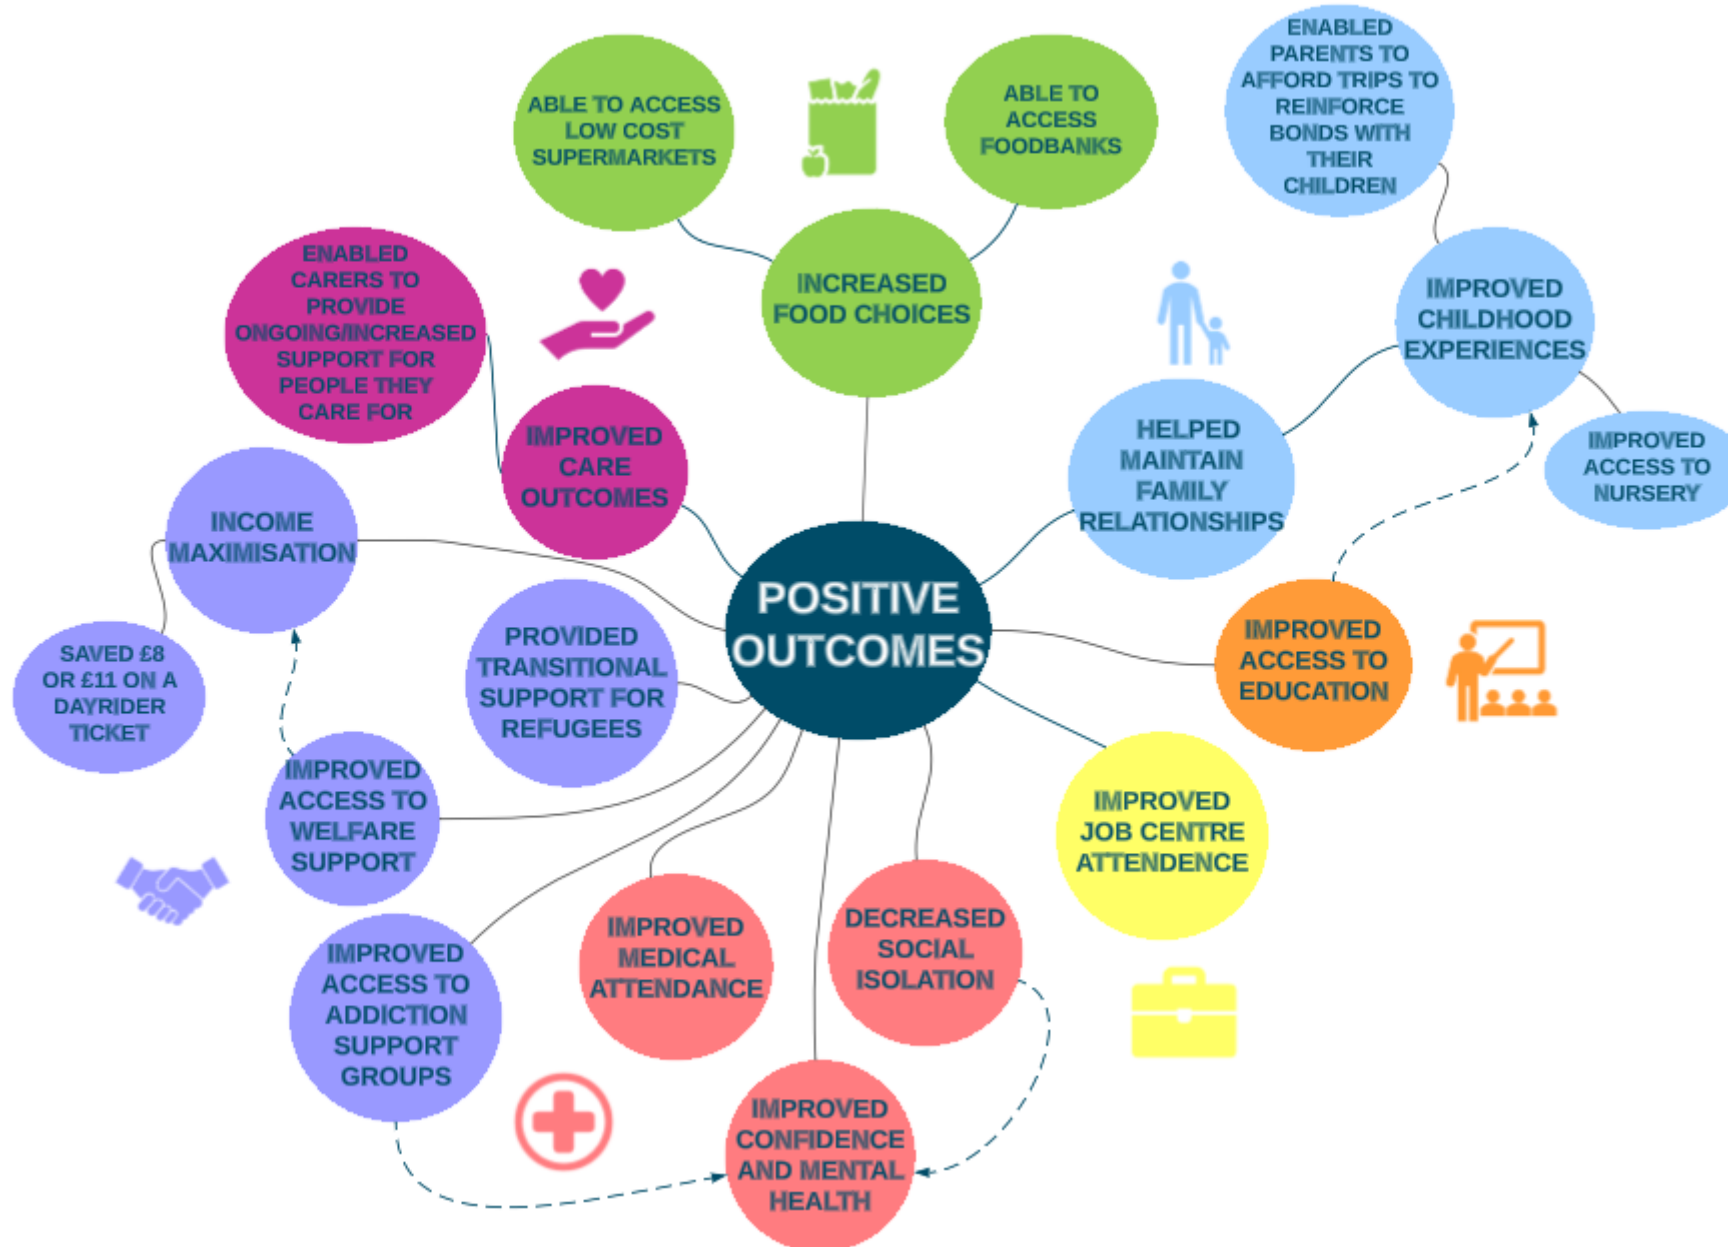 ENABLED
PARENTS TO
AFFORD TRIPS TO
REINFORCE
BONDS WITH
THEIR
CHILDREN
ABLE TO ACCESS
LOW COST
SUPERMARKETS
ABLE TO
ACCESS
FOODBANKS
ENABLED
CARERS TO
PROVIDE
ONGOING/INCREASED
SUPPORT FOR
PEOPLE THEY
CARE FOR
INCREASED
FOOD CHOICES
IMPROVED
CHILDHOOD
EXPERIENCES
IMPROVED
CARE
OUTCOMES
HELPED
MAINTAIN
FAMILY
RELATIONSHIPS
IMPROVED
ACCESS TO
NURSERY
INCOME
MAXIMISATION
POSITIVE
OUTCOMES
PROVIDED
TRANSITIONAL
SUPPORT FOR
REFUGEES
IMPROVED
ACCESS TO
EDUCATION
SAVED £8
OR £11 ON A
DAYRIDER
TICKET
IMPROVED
ACCESS TO
WELFARE
SUPPORT
IMPROVED
JOB CENTRE
ATTENDENCE
IMPROVED
MEDICAL
ATTENDANCE
DECREASED
SOCIAL
ISOLATION
IMPROVED
ACCESS TO
ADDICTION
SUPPORT
GROUPS
IMPROVED
CONFIDENCE
AND MENTAL
HEALTH